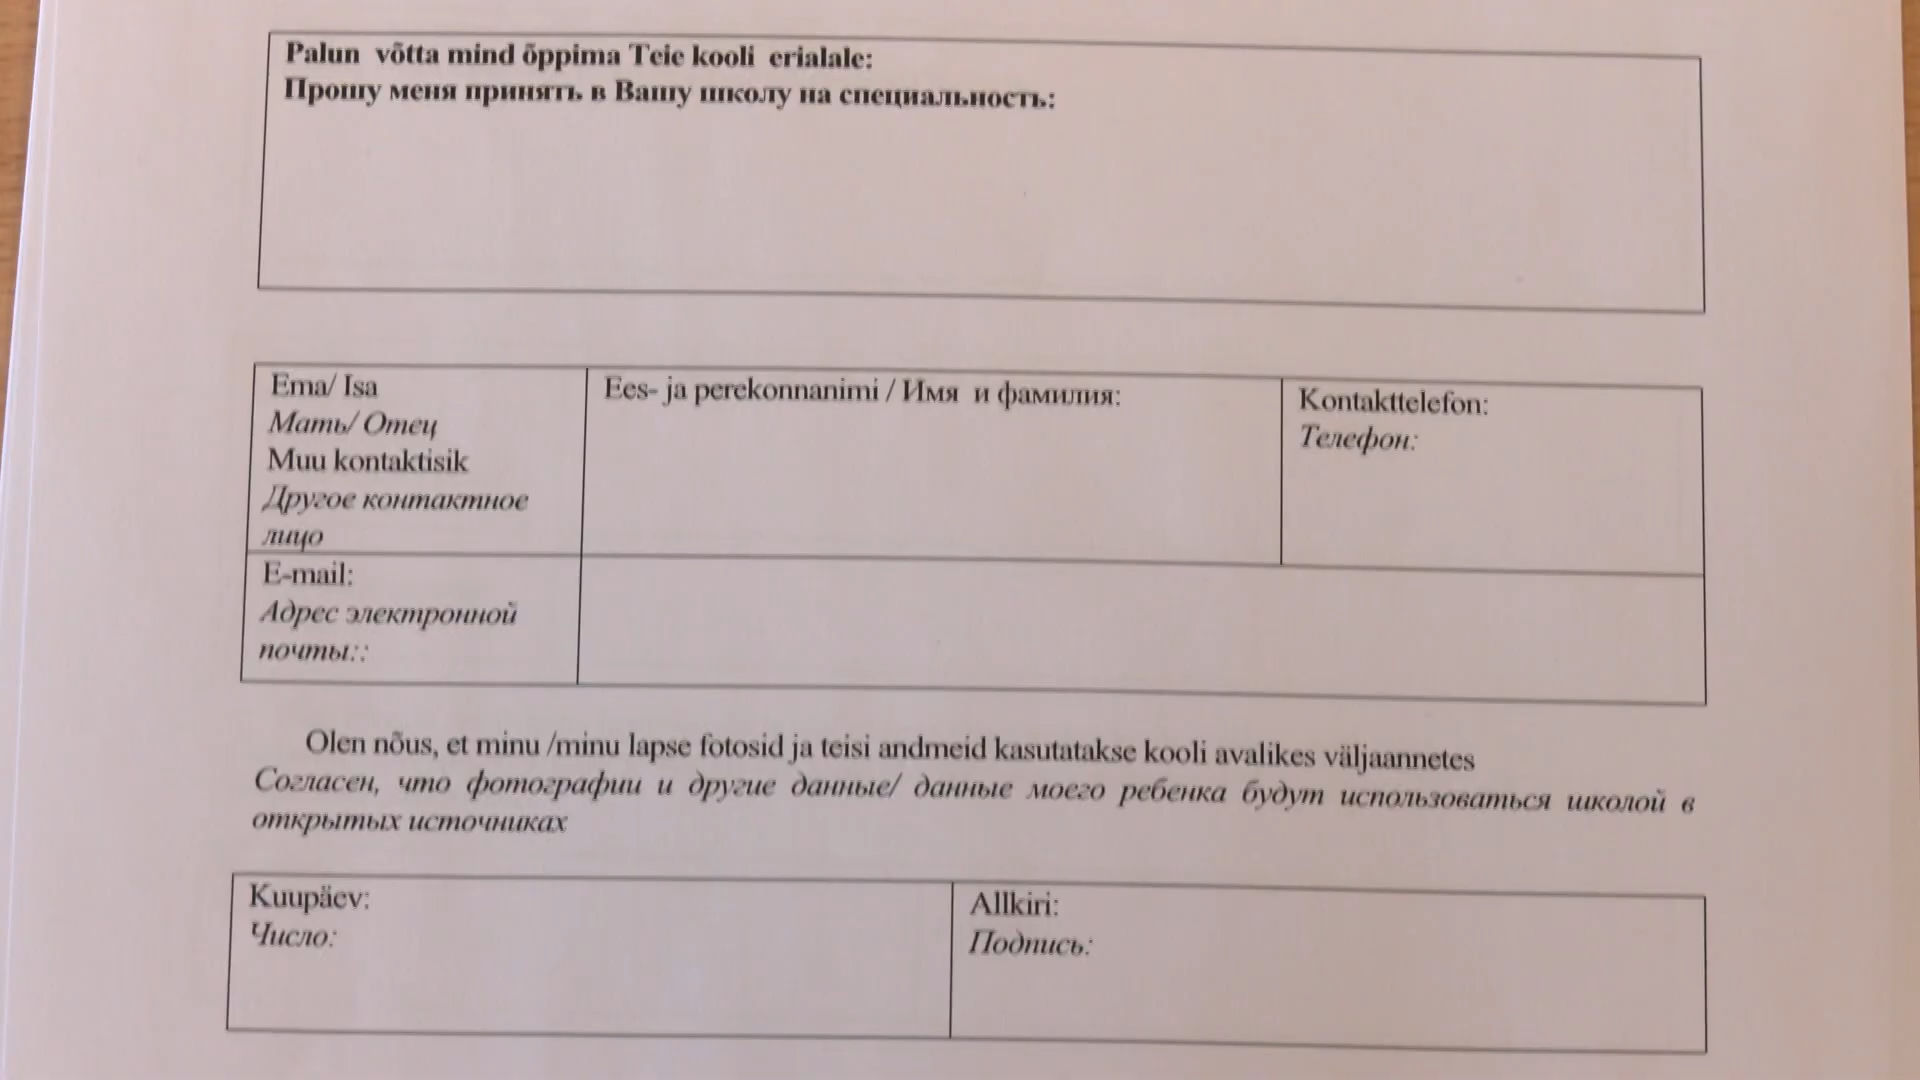 Palun võtta mind õppima Teie kooli erialale:
Прошу меня принять в Вашу школу на специальность:
Ema/ Isa
Мать/ Отец
Muu kontaktisik
Другое контактное
лицо
Ees- ja perekonnanimi / Имя и фамилия:
Kontakttelefon:
Телефон:
E-mail:
Адрес электронной
почты::
Olen nõus, et minu /minu lapse fotosid ja teisi andmeid kasutatakse kooli avalikes väljaannetes
Согласен, что фотографии и другие данные/ данные моего ребенка будут использоваться школой в
открытых источниках
Kuupäev:
Число:
Allkiri:
Подпись: